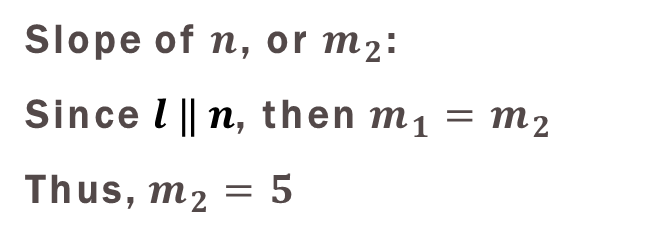 Slope of n, or m₂:
Since l ∥ n, then m₁ = m₂
Thus, m₂ = 5